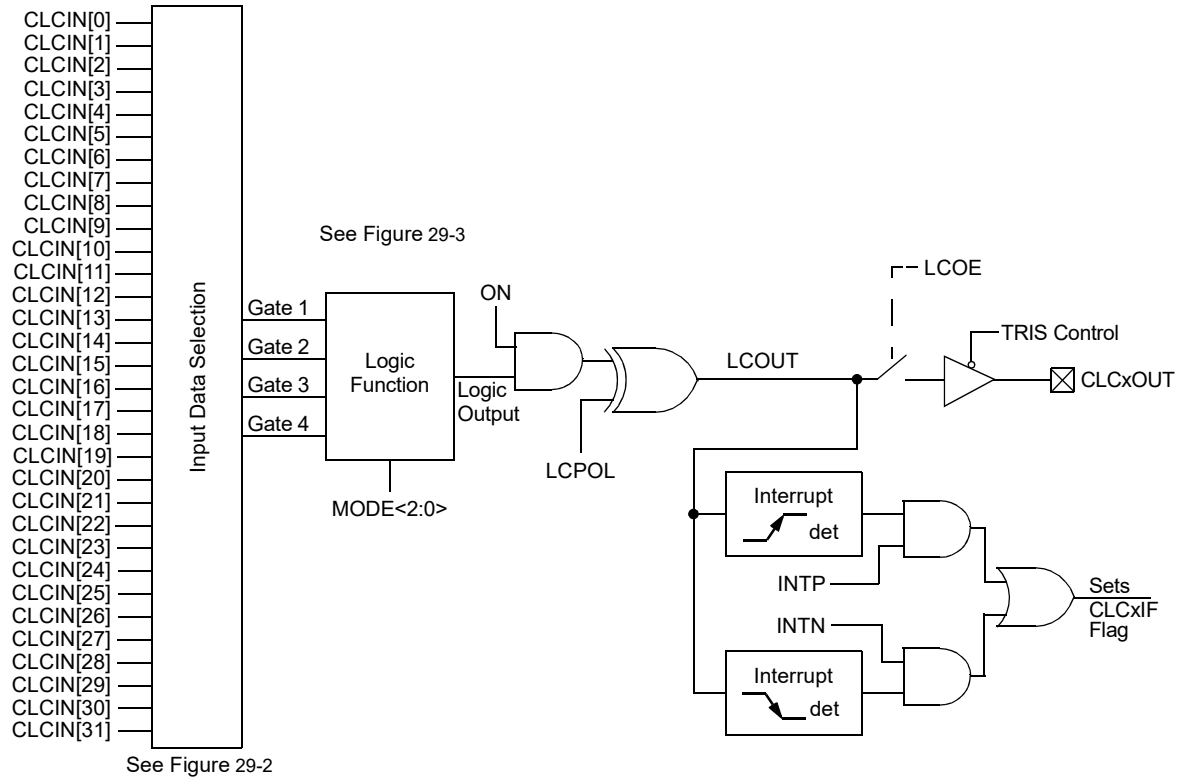 CLCIN[0]
CLCIN[1]
CLCIN[2]
CLCIN[3]
CLCIN[4]
CLCIN[5]
CLCIN[6]
CLCIN[7]
CLCIN[8]
CLCIN[9]
CLCIN[10]
CLCIN[11]
CLCIN[12]
CLCIN[13]
CLCIN[14]
CLCIN[15]
CLCIN[16]
CLCIN[17]
CLCIN[18]
CLCIN[19]
CLCIN[20]
CLCIN[21]
CLCIN[22]
CLCIN[23]
CLCIN[24]
CLCIN[25]
CLCIN[26]
CLCIN[27]
CLCIN[28]
CLCIN[29]
CLCIN[30]
CLCIN[31]
Input Data Selection
See Figure 29-2
Gate 1
Gate 2
Gate 3
Gate 4
See Figure 29-3
Logic
Function
MODE<2:0>
Logic
Output
ON
LCPOL
LCOUT
LCOE
TRIS Control
CLCxOUT
Interrupt
det
INTP
INTN
Interrupt
det
Sets
CLCxIF
Flag